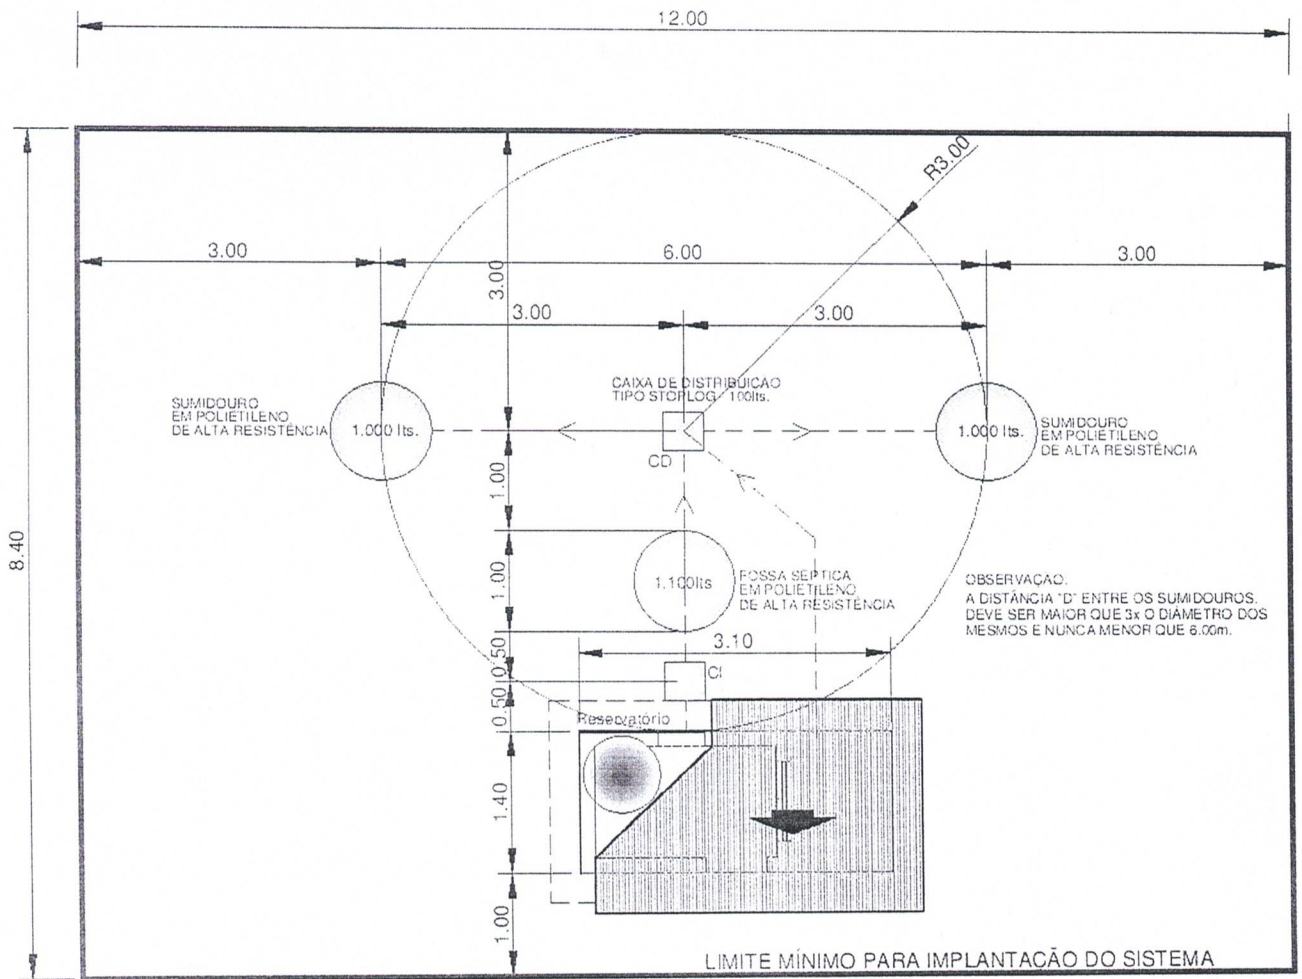 12.00
R3.00
3.00
6.00
3.00
3.00
3.00
3.00
CAIXA DE DISTRIBUICAO
TIPO STOPLOG 100lts.
SUMIDOURO
EM POLIETILENO
DE ALTA RESISTÊNCIA
1.000 lts.
1.000 lts.
SUMIDOURO
EM POLIETILENO
DE ALTA RESISTÊNCIA
CD
1.00
8.40
1.00
1.100lts
FOSSA SÉPTICA
EM POLIETILENO
DE ALTA RESISTÊNCIA
OBSERVAÇÃO:
A DISTÂNCIA "D" ENTRE OS SUMIDOUROS.
DEVE SER MAIOR QUE 3x O DIÂMETRO DOS
MESMOS E NUNCA MENOR QUE 6.00m.
0.50
3.10
CI
0.50
Reservatório
1.40
1.00
LIMITE MÍNIMO PARA IMPLANTAÇÃO DO SISTEMA